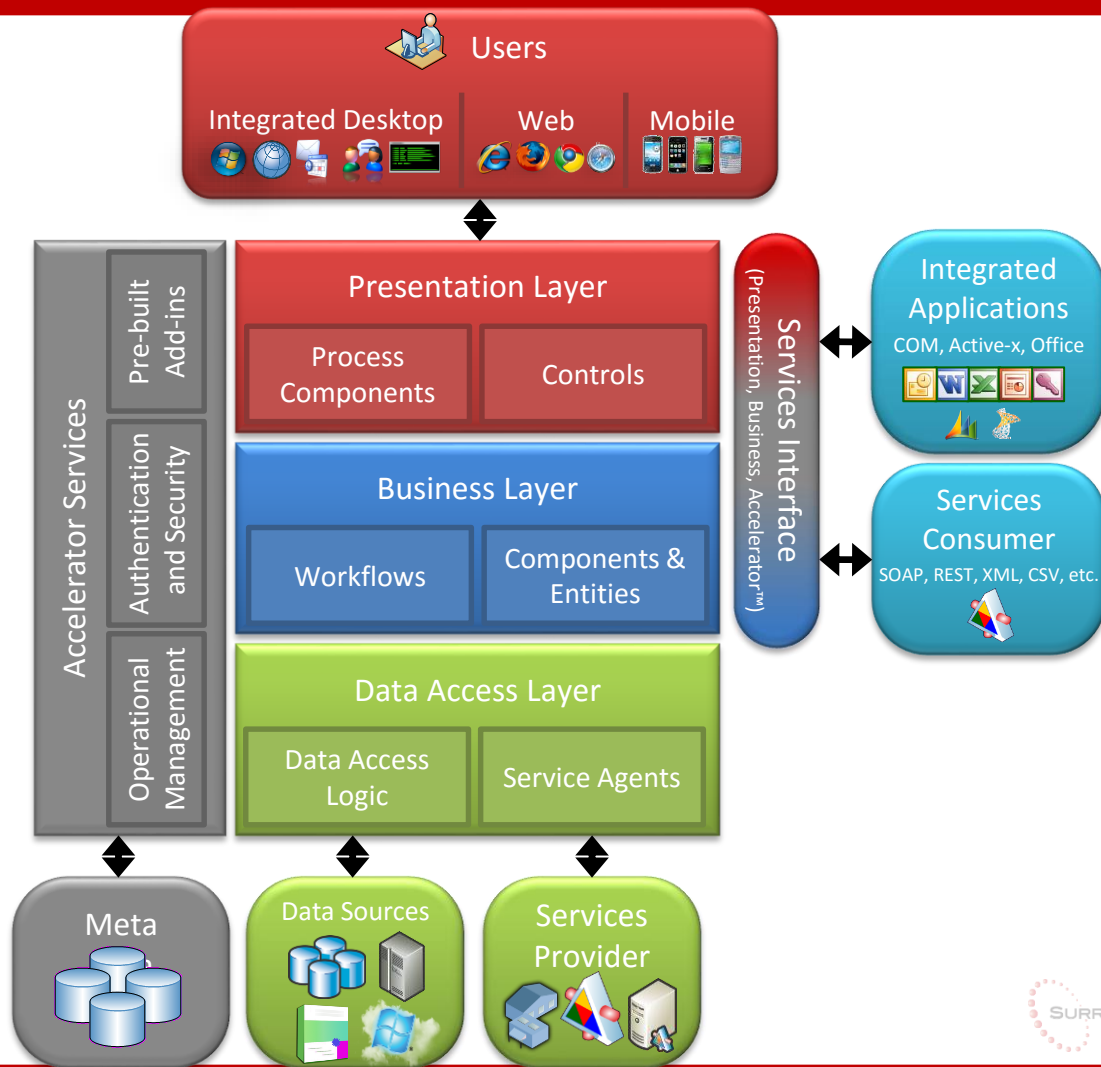 Users
Integrated Desktop
Web
Mobile
Accelerator Services
Pre-built
Add-ins
Authentication
and Security
Operational
Management
Presentation Layer
Process
Components
Controls
Business Layer
Workflows
Components &
Entities
Data Access Layer
Data Access
Logic
Service Agents
Services Interface
(Presentation, Business, Accelerator™)
Integrated
Applications
COM, Active-x, Office
Services
Consumer
SOAP, REST, XML, CSV, etc.
Meta
Data Sources
Services
Provider
SURR